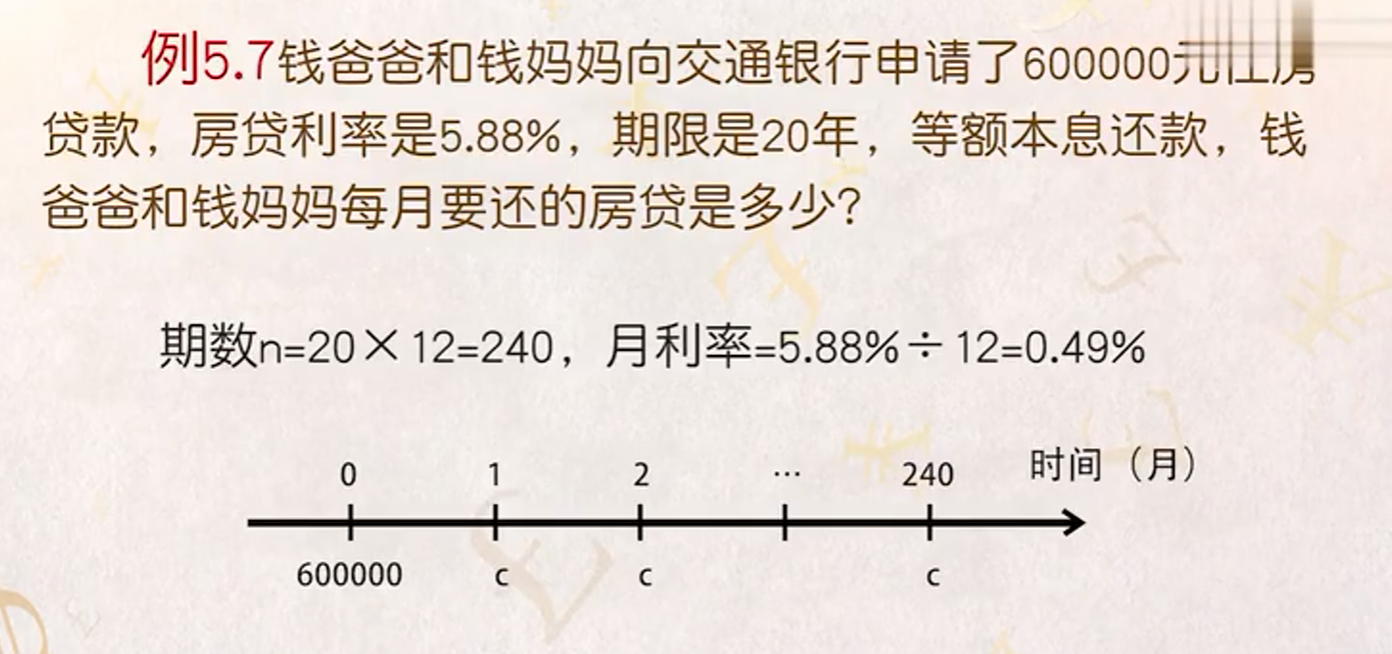 例5.7钱爸爸和钱妈妈向交通银行申请了600000元住房
贷款，房贷利率是5.88%，期限是20年，等额本息还款，钱
爸爸和钱妈妈每月要还的房贷是多少？
期数n=20×12=240，月利率=5.88%÷12=0.49%
0 1 2 ... 240 时间（月）
600000 c c c